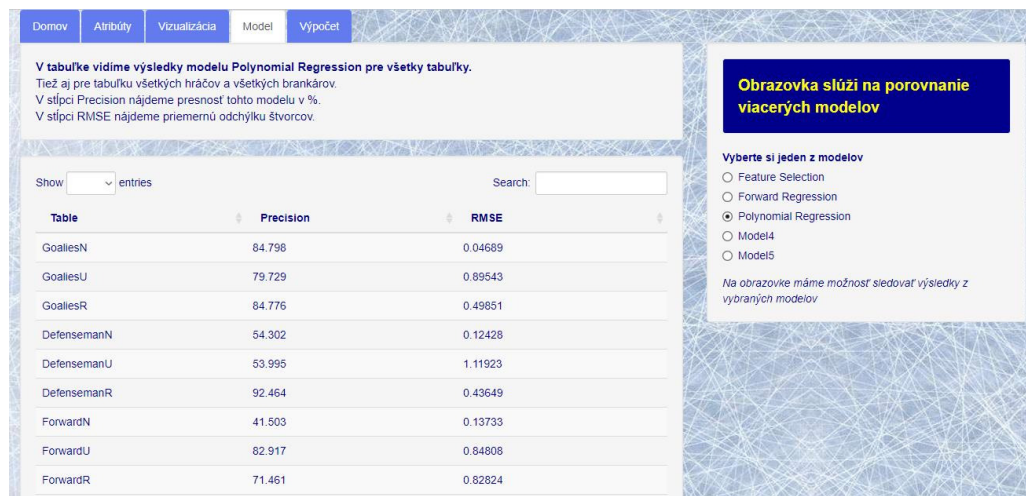 Domov Atribúty Vizualizácia Model Výpočet
V tabuľke vidíme výsledky modelu Polynomial Regression pre všetky tabuľky.
Tiež aj pre tabuľku všetkých hráčov a všetkých brankárov.
V stĺpci Precision nájdeme presnosť tohto modelu v %.
V stĺpci RMSE nájdeme priemernú odchýlku štvorcov.
Show entries Search:
Table Precision RMSE
GoaliesN 84.798 0.04689
GoaliesU 79.729 0.89543
GoaliesR 84.776 0.49851
DefensemanN 54.302 0.12428
DefensemanU 53.995 1.11923
DefensemanR 92.464 0.43649
ForwardN 41.503 0.13733
ForwardU 82.917 0.84808
ForwardR 71.461 0.82824
Obrazovka slúži na porovnanie
viacerých modelov
Vyberte si jeden z modelov
Feature Selection
Forward Regression
Polynomial Regression
Model4
Model5
Na obrazovke máme možnosť sledovať výsledky z
vybraných modelov